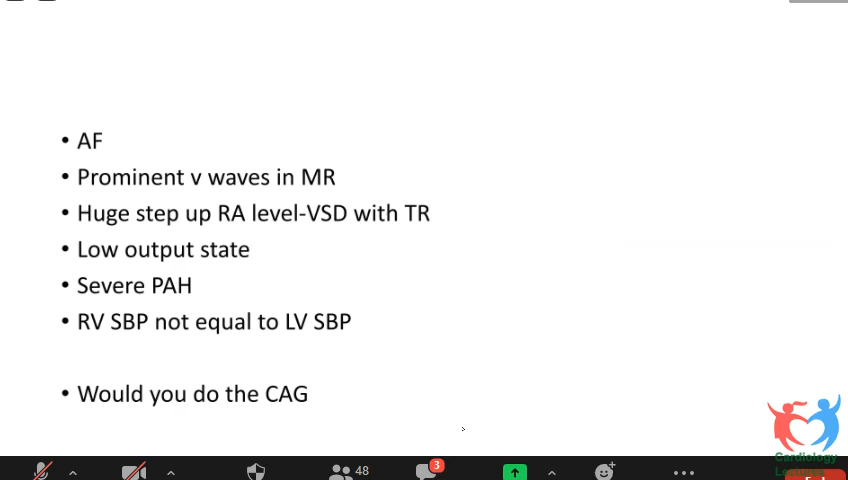 • AF
• Prominent v waves in MR
• Huge step up RA level-VSD with TR
• Low output state
• Severe PAH
• RV SBP not equal to LV SBP
• Would you do the CAG
Cardiology
Lectures
48
3